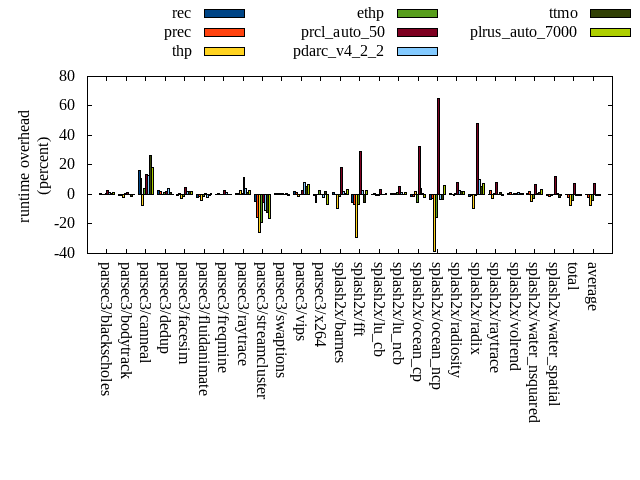 rec
prec
thp
ethp
prcl_auto_50
pdarc_v4_2_2
ttmo
plrus_auto_7000
runtime overhead
(percent)
80
60
40
20
0
-20
-40
parsec3/blackscholes
parsec3/bodytrack
parsec3/canneal
parsec3/dedup
parsec3/facesim
parsec3/fluidanimate
parsec3/freqmine
parsec3/raytrace
parsec3/streamcluster
parsec3/swaptions
parsec3/vips
parsec3/x264
splash2x/barnes
splash2x/fft
splash2x/lu_cb
splash2x/lu_ncb
splash2x/ocean_cp
splash2x/ocean_ncp
splash2x/radiosity
splash2x/radix
splash2x/raytrace
splash2x/volrend
splash2x/water_nsquared
splash2x/water_spatial
total
average